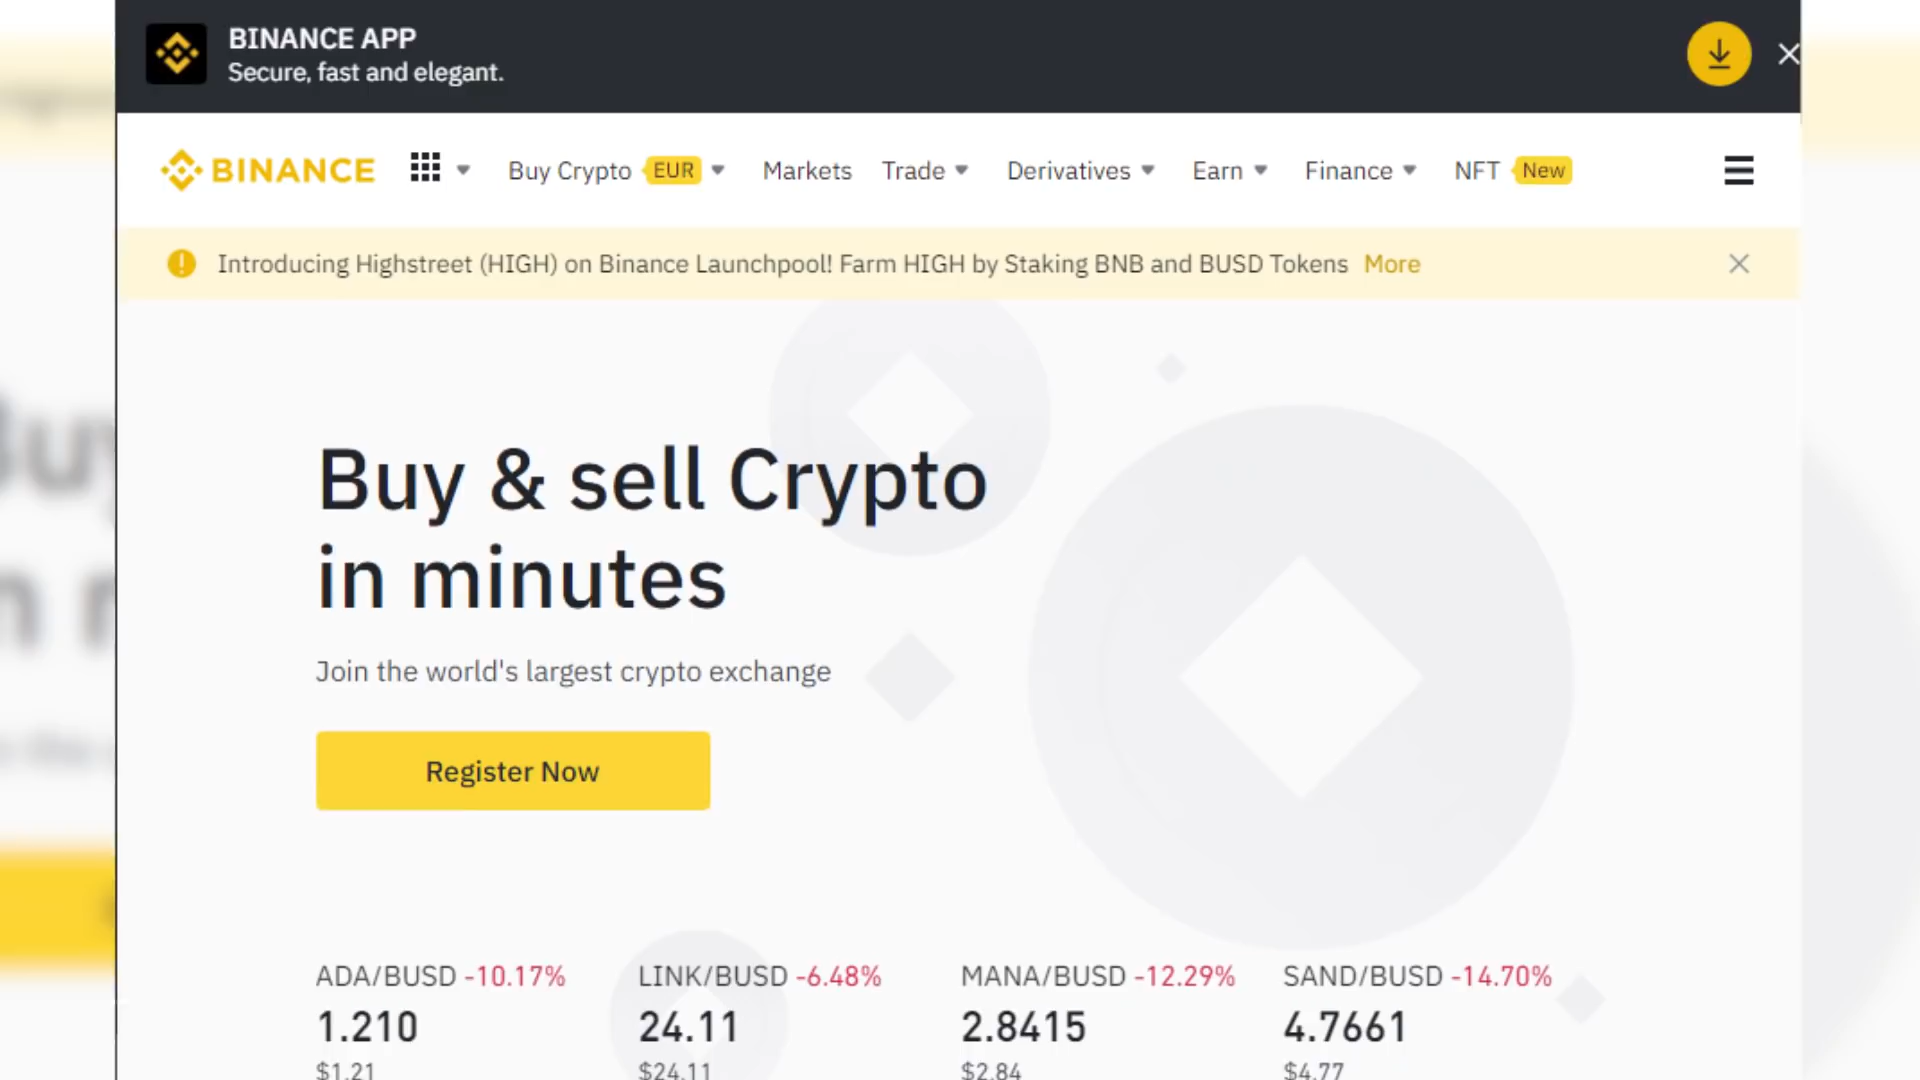 BINANCE APP
Secure, fast and elegant.
BINANCE Buy Crypto EUR Markets Trade Derivatives Earn Finance NFT New
Introducing Highstreet (HIGH) on Binance Launchpool! Farm HIGH by Staking BNB and BUSD Tokens More
Buy & sell Crypto
in minutes
Join the world's largest crypto exchange
Register Now
ADA/BUSD -10.17% LINK/BUSD -6.48% MANA/BUSD -12.29% SAND/BUSD -14.70%
1.210 24.11 2.8415 4.7661
$1.21 $24.11 $2.84 $4.77